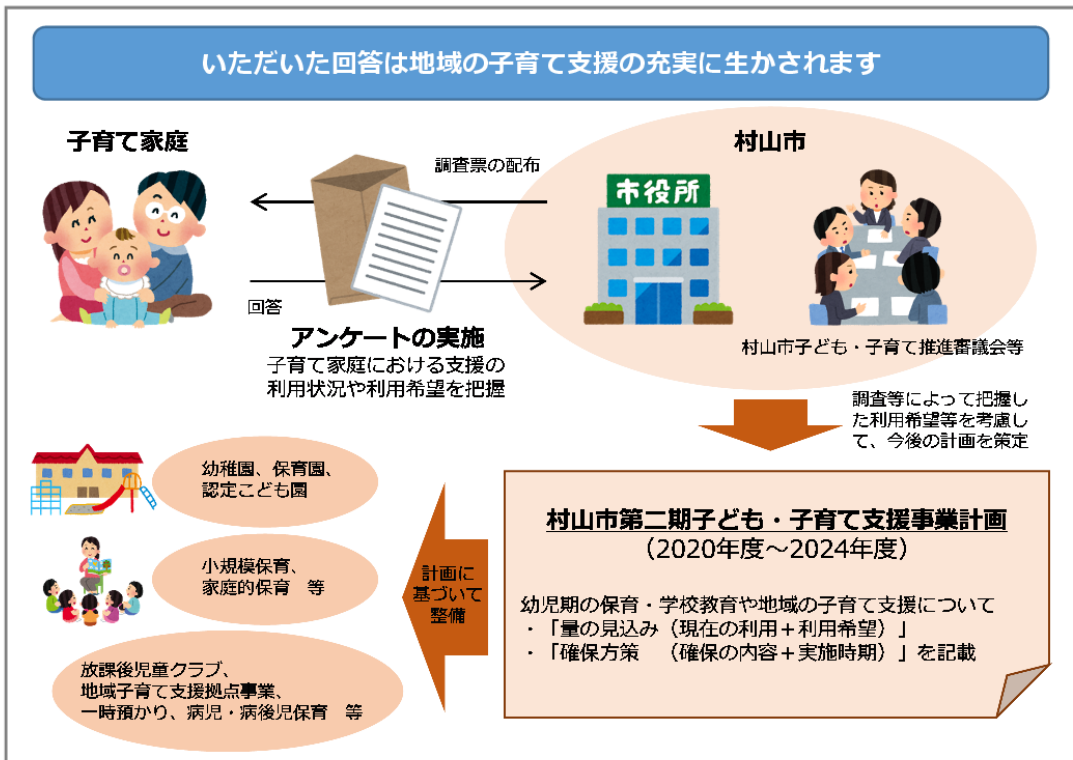 いただいた回答は地域の子育て支援の充実に生かされます
子育て家庭
調査票の配布
村山市
市役所
回答
アンケートの実施
子育て家庭における支援の
利用状況や利用希望を把握
村山市子ども・子育て推進審議会等
調査等によって把握し
た利用希望等を考慮し
て、今後の計画を策定
幼稚園、保育園、
認定こども園
小規模保育、
家庭的保育　等
放課後児童クラブ、
地域子育て支援拠点事業、
一時預かり、病児・病後児保育　等
計画に
基づいて
整備
村山市第二期子ども・子育て支援事業計画
（2020年度～2024年度）
幼児期の保育・学校教育や地域の子育て支援について
・「量の見込み（現在の利用＋利用希望）」
・「確保方策　（確保の内容＋実施時期）」を記載